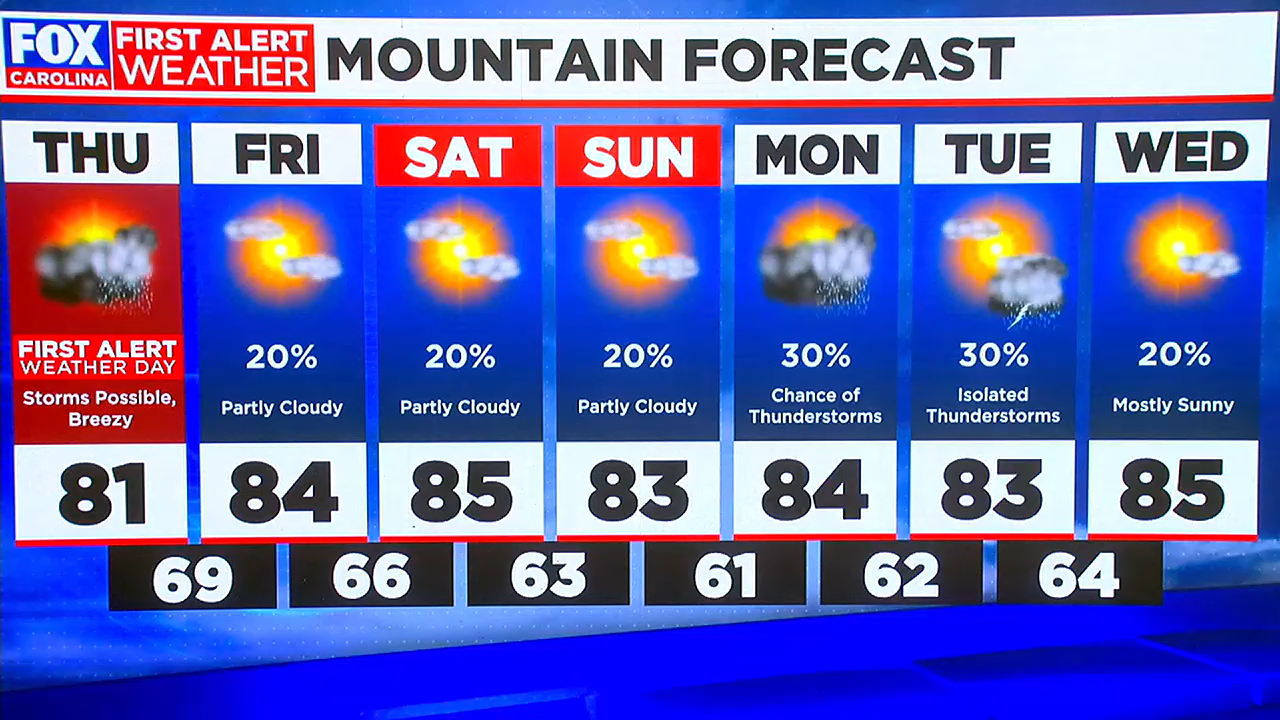 FOX
CAROLINA
FIRST ALERT
WEATHER
MOUNTAIN FORECAST
THU
FRI
SAT
SUN
MON
TUE
WED
FIRST ALERT
WEATHER DAY
Storms Possible,
Breezy
20%
Partly Cloudy
20%
Partly Cloudy
20%
Partly Cloudy
30%
Chance of
Thunderstorms
30%
Isolated
Thunderstorms
20%
Mostly Sunny
81
84
85
83
84
83
85
69
66
63
61
62
64